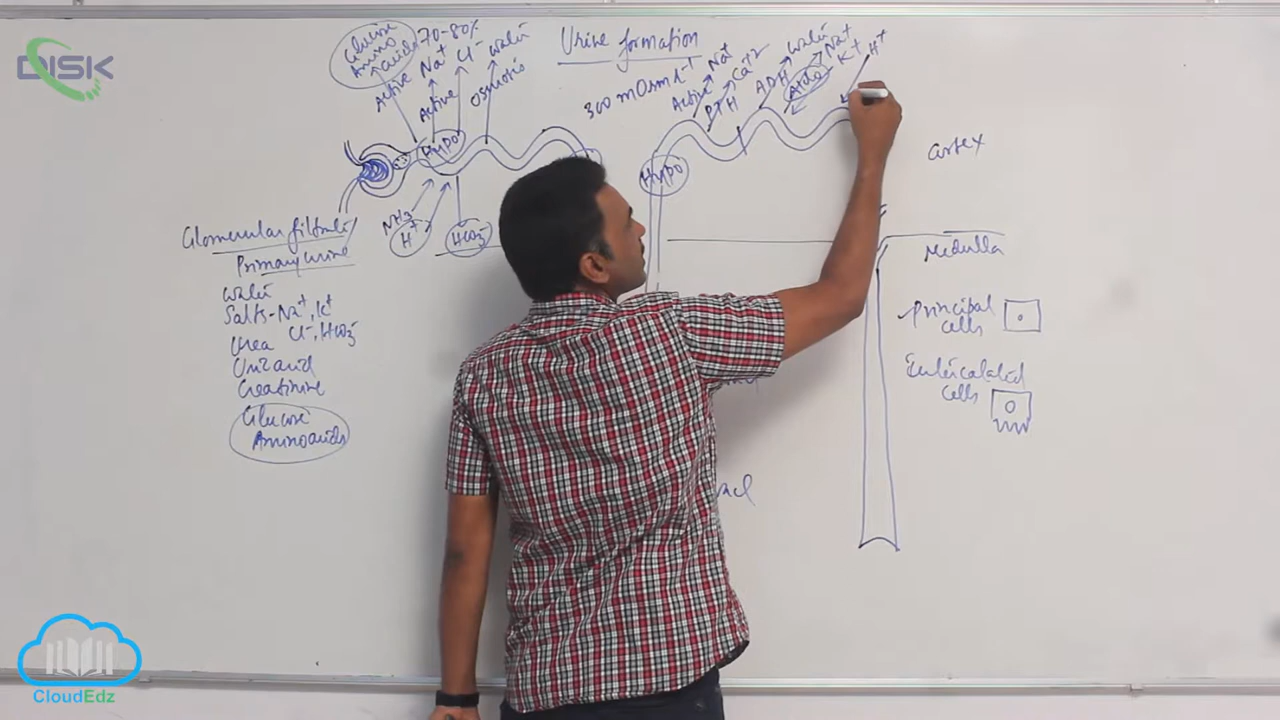 DISK
Urine formation
Glucose
Amino
acids
70-80%
Active
Na+
Cl-
Water
Active
Osmotic
Hypo
NH3
H+
HCO3-
Glomerular filtrate
Primary urine
Water
Salts-Na+, K+
Cl-, HCO3-
Urea
Uric acid
Creatinine
Glucose
Aminoacids
300 mOsm l-1
Active
Na+
PTH
Ca+2
ADH
Water
Aldo
Na+
K+
H+
Hypo
Cortex
Medulla
Principal
cells
Intercalated
cells
CloudEdz